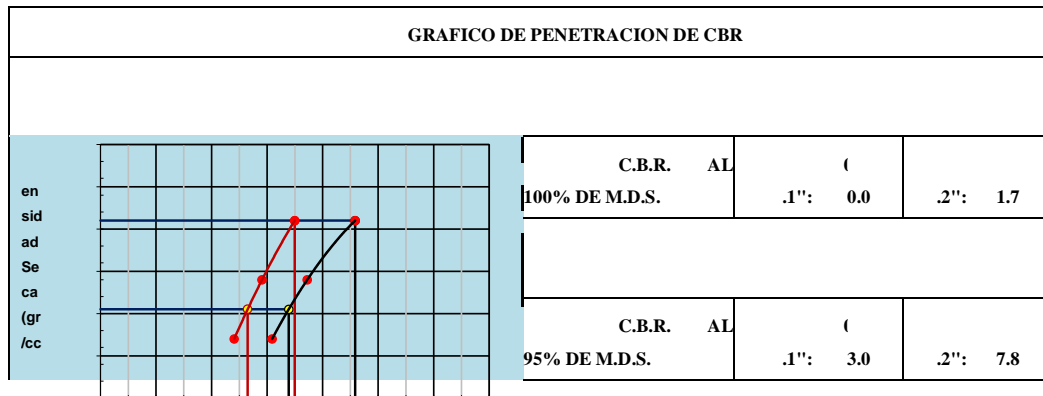 GRAFICO DE PENETRACION DE CBR
C.B.R. AL
100% DE M.D.S. .1": 0.0 .2": 1.7
en
sid
ad
Se
ca
(gr
/cc
C.B.R. AL
95% DE M.D.S. .1": 3.0 .2": 7.8